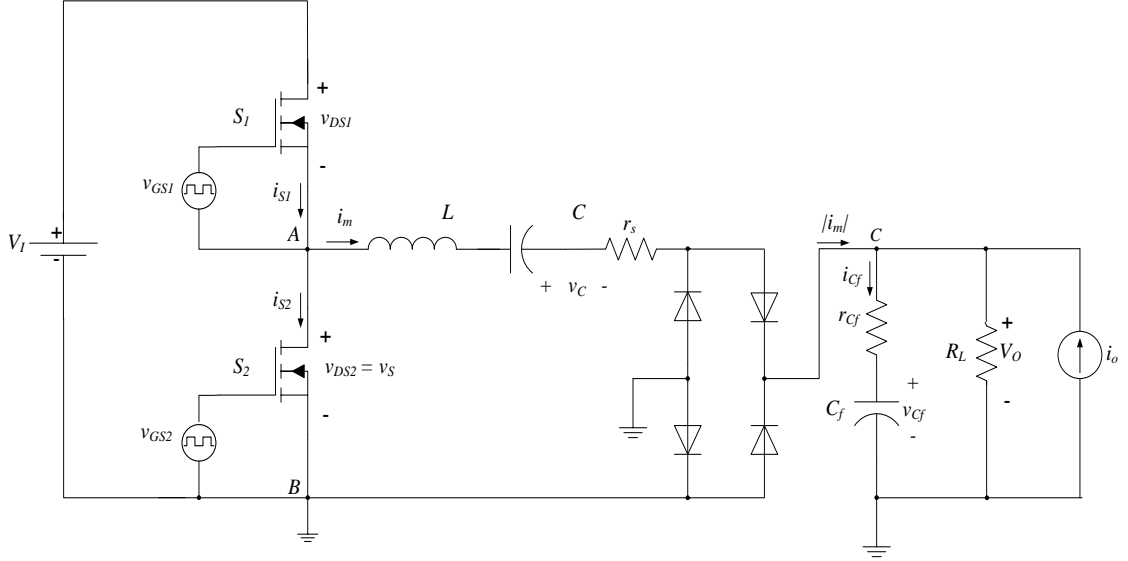 +
S1
vDS1
-
vGS1
iS1
im
L
C
rs
|im|
C
A
VI
+
-
+ vC -
iCf
iS2
rCf
+
+
RL
VO
io
S2
vDS2 = vS
-
+
Cf
vCf
-
-
vGS2
B